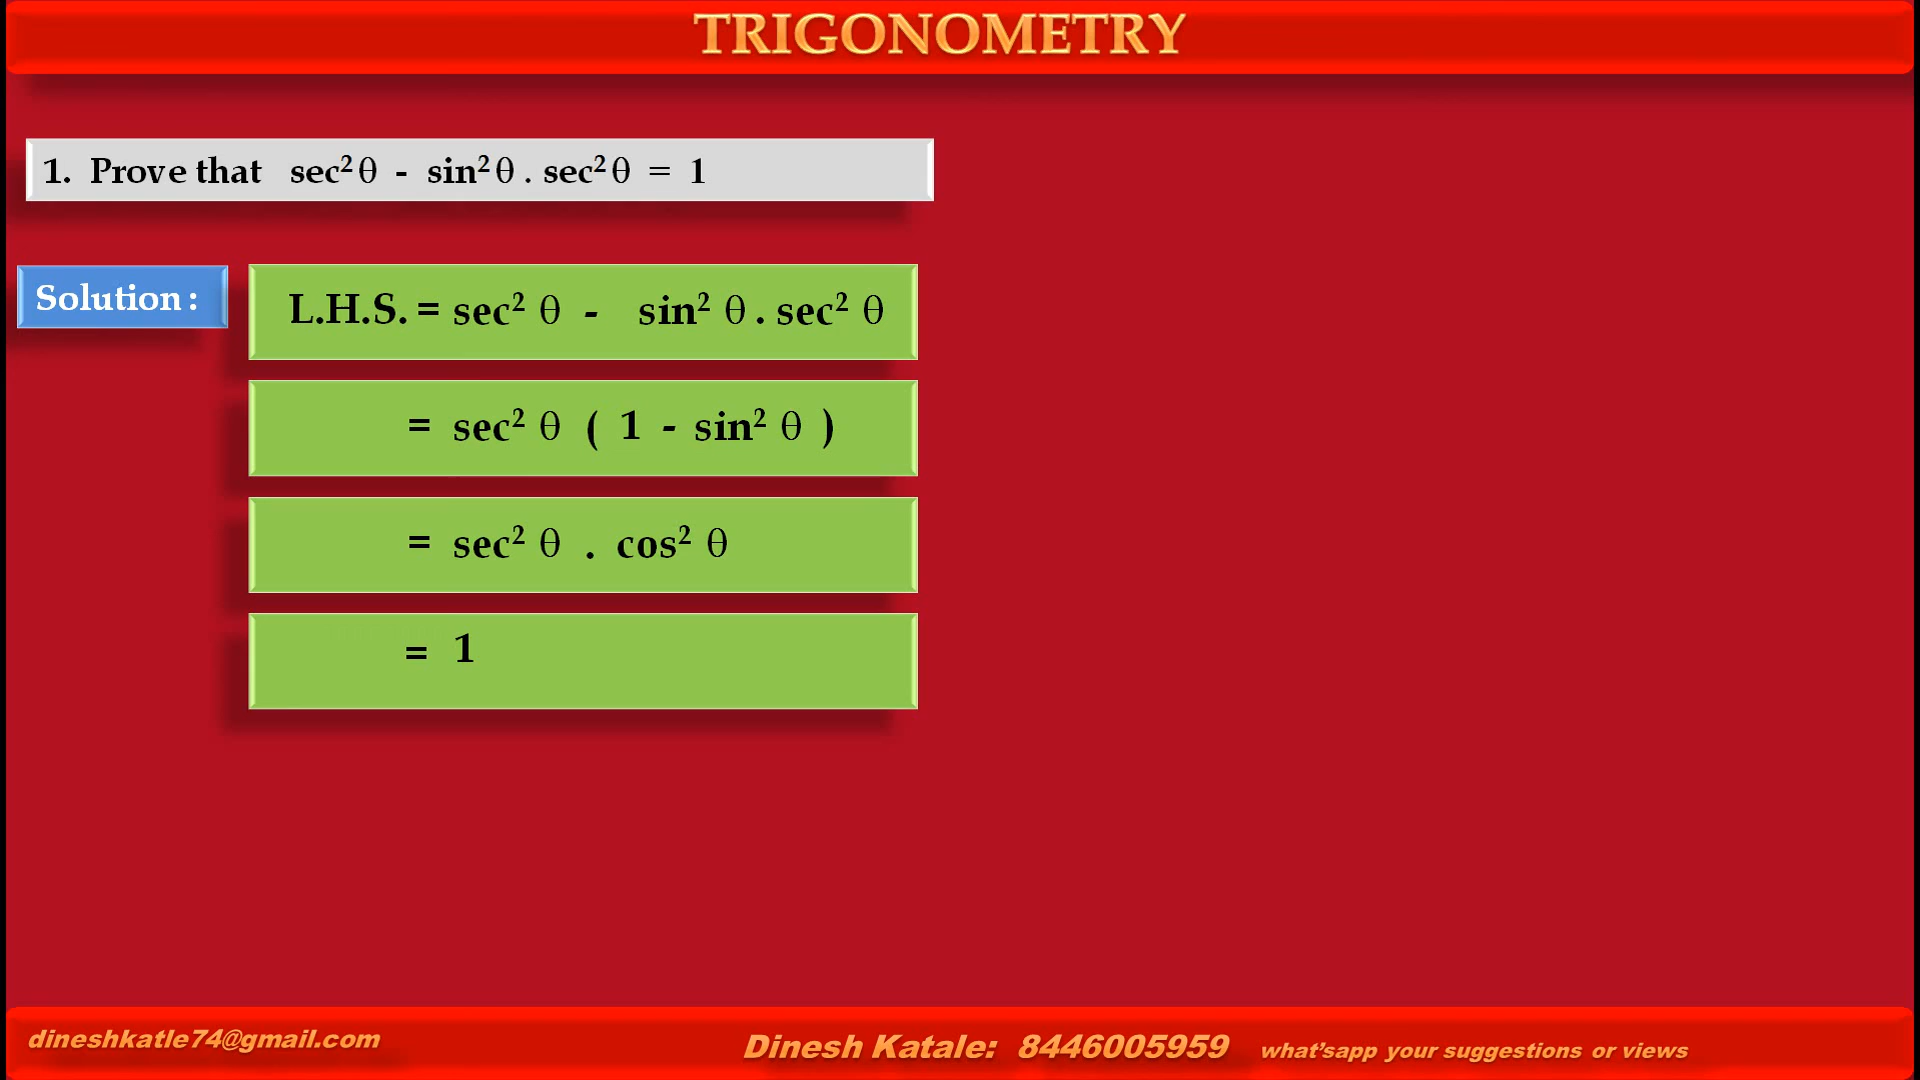 TRIGONOMETRY
1. Prove that sec²θ - sin²θ . sec²θ = 1
Solution :
L.H.S. = sec² θ - sin² θ . sec² θ
= sec² θ ( 1 - sin² θ )
= sec² θ . cos² θ
= 1
dineshkatle74@gmail.com
Dinesh Katale: 8446005959 what'sapp your suggestions or views